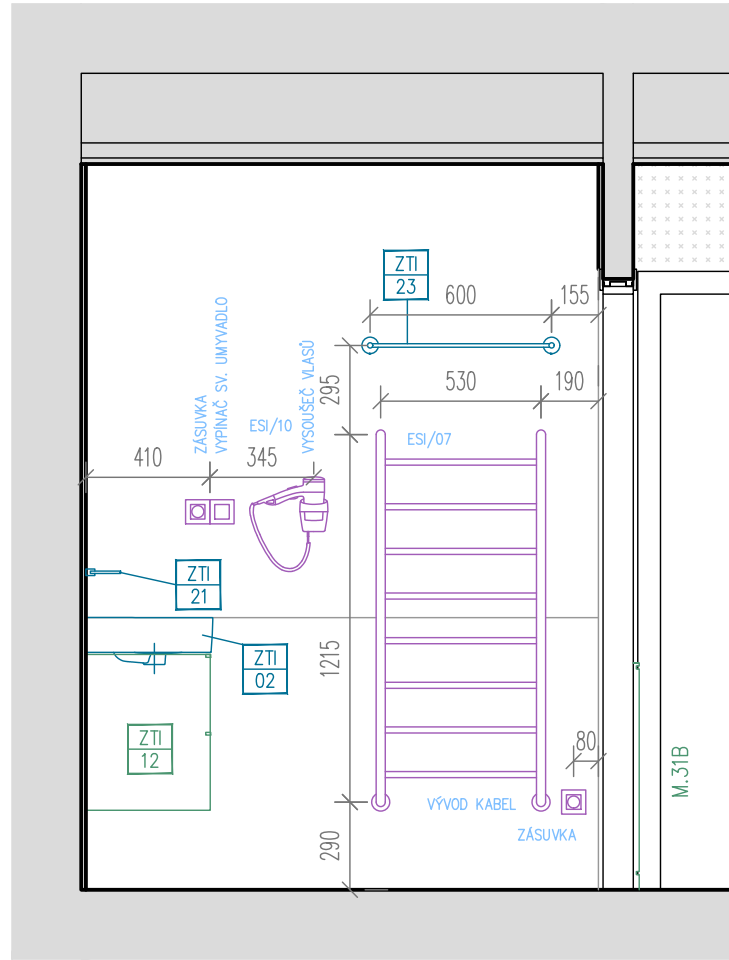 ZTI
23
600
155
295
530
190
ZÁSUVKA
VYPÍNAČ SV. UMYVADLO
ESI/10
VYSOUŠEČ VLASŮ
ESI/07
410
345
ZTI
21
ZTI
02
1215
ZTI
12
80
M.31B
VÝVOD KABEL
ZÁSUVKA
290